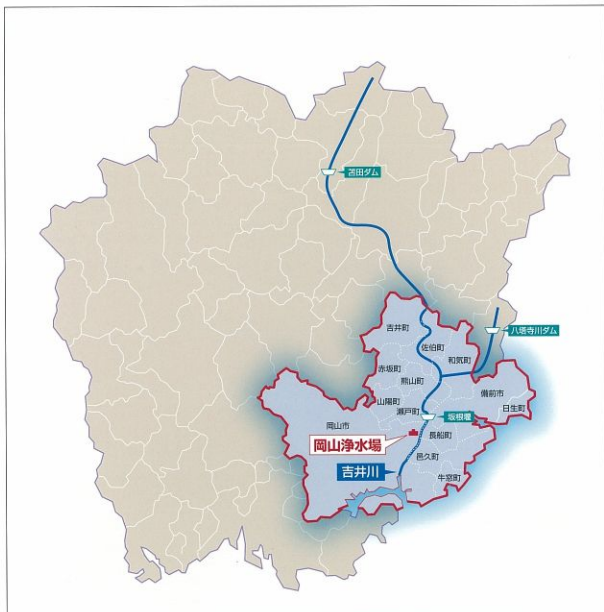 苫田ダム
八塔寺川ダム
吉井町
佐伯町
和気町
赤坂町
熊山町
備前市
山陽町
日生町
瀬戸町
坂根堰
岡山市
岡山浄水場
長船町
邑久町
吉井川
牛窓町